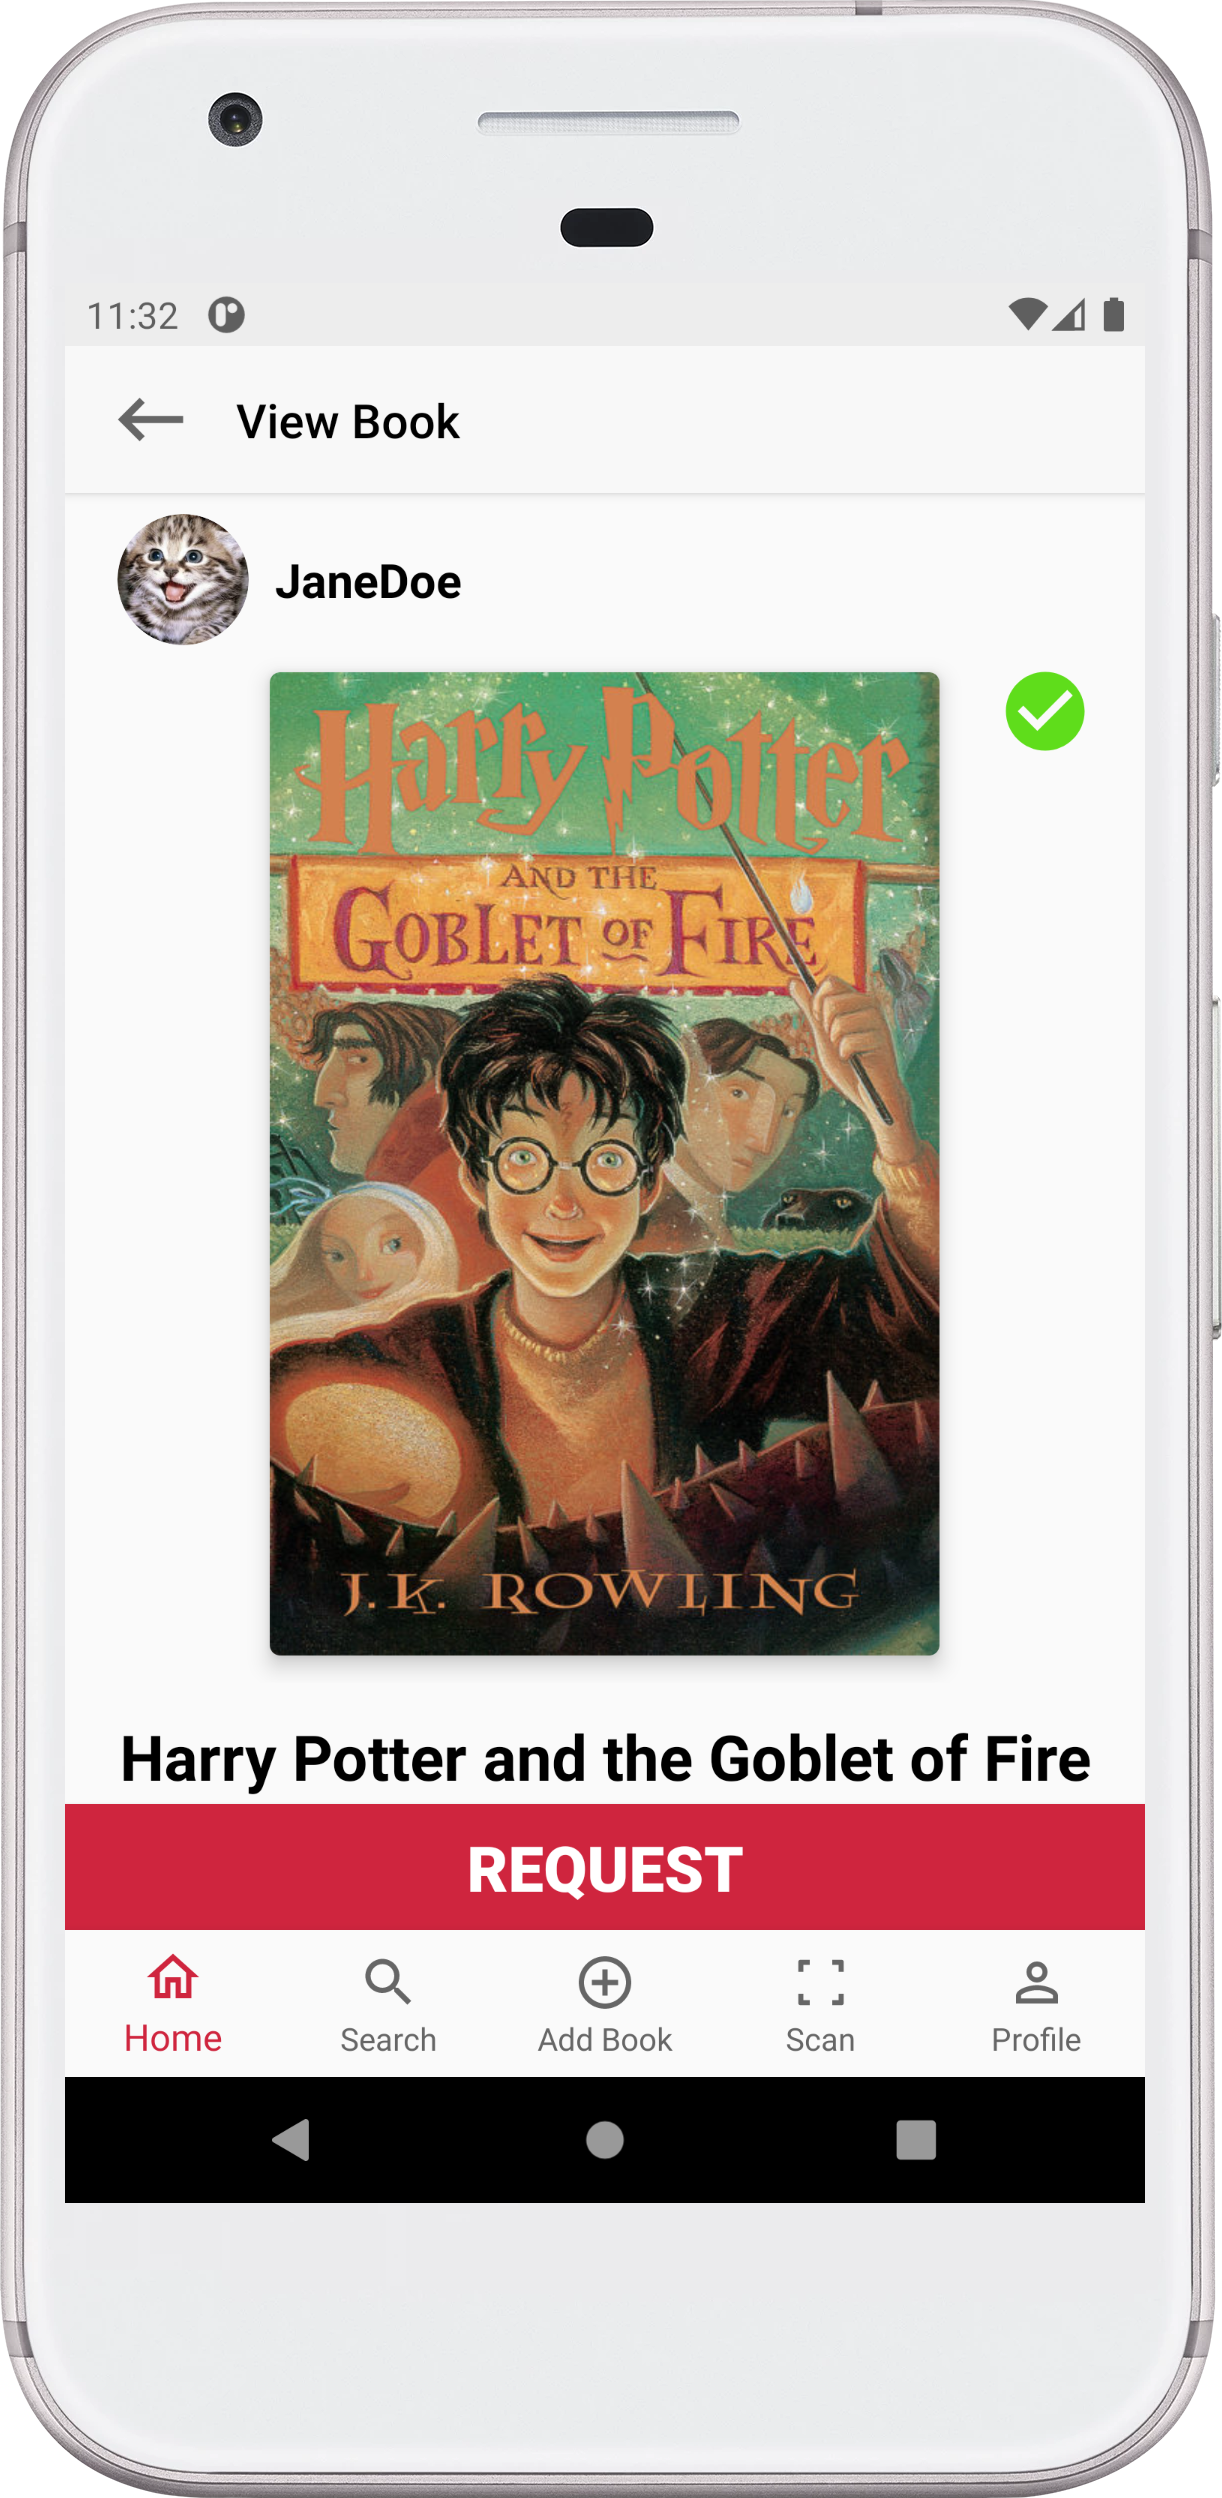 11:32
View Book
JaneDoe
Harry Potter
AND THE
GOBLET OF FIRE
J.K. ROWLING
Harry Potter and the Goblet of Fire
REQUEST
Home
Search
Add Book
Scan
Profile